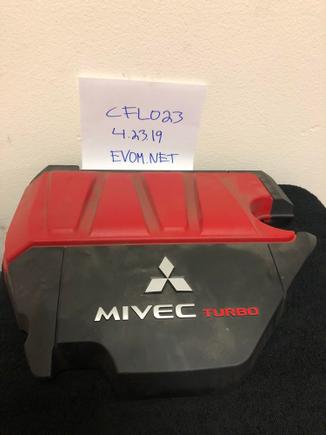 CFL023
4.23.19
EVOM.NET
MIVEC TURBO